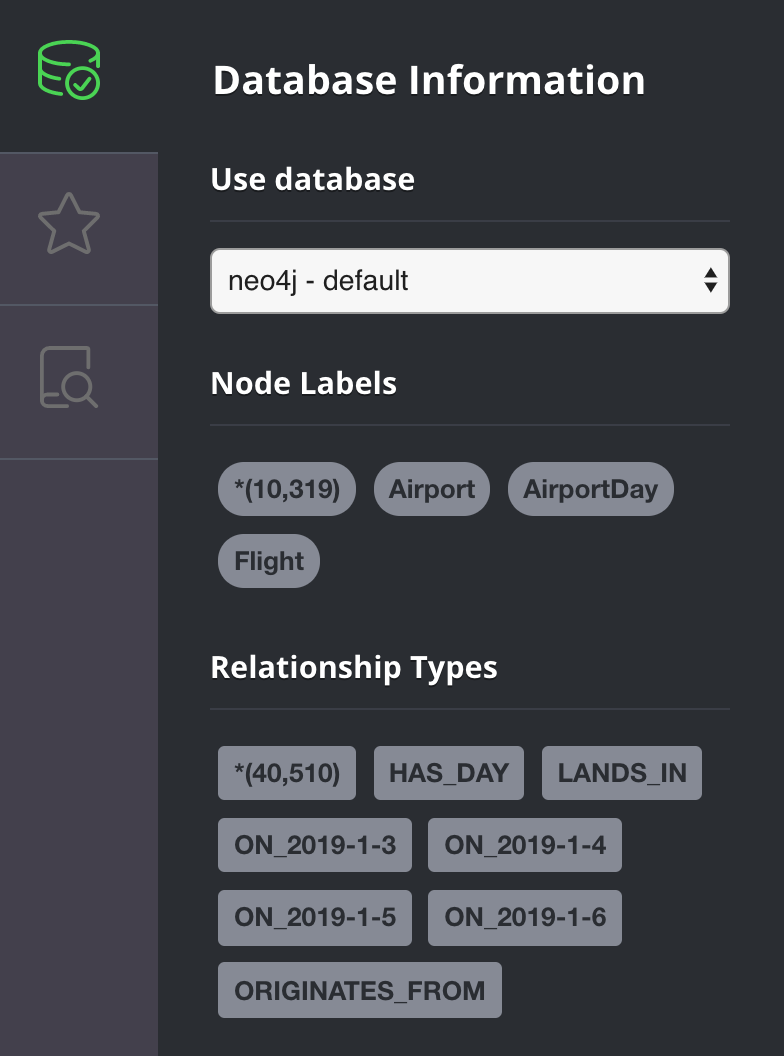 Database Information
Use database
neo4j - default
Node Labels
*(10,319) Airport AirportDay
Flight
Relationship Types
*(40,510) HAS_DAY LANDS_IN
ON_2019-1-3 ON_2019-1-4
ON_2019-1-5 ON_2019-1-6
ORIGINATES_FROM